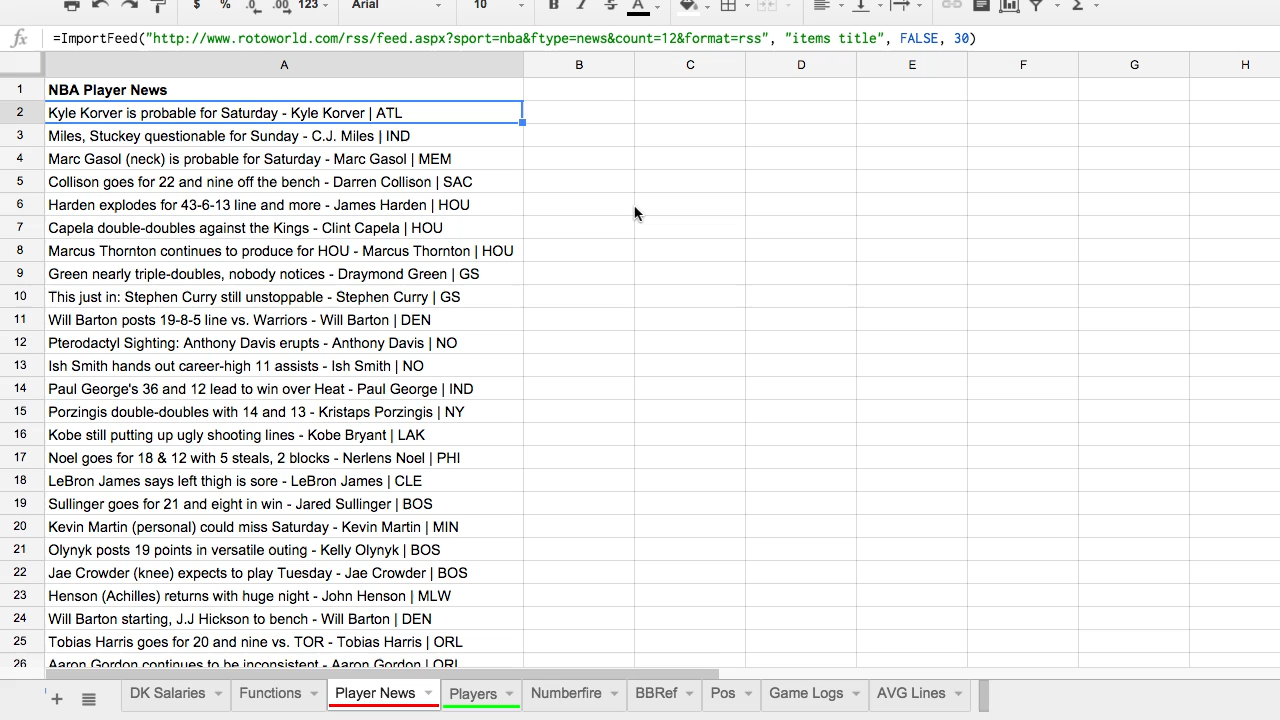 $ % .0 .00 123 Arial 10 B I S A Σ
fx =ImportFeed("http://www.rotoworld.com/rss/feed.aspx?sport=nba&ftype=news&count=12&format=rss", "items title", FALSE, 30)
A B C D E F G H
1 NBA Player News
2 Kyle Korver is probable for Saturday - Kyle Korver | ATL
3 Miles, Stuckey questionable for Sunday - C.J. Miles | IND
4 Marc Gasol (neck) is probable for Saturday - Marc Gasol | MEM
5 Collison goes for 22 and nine off the bench - Darren Collison | SAC
6 Harden explodes for 43-6-13 line and more - James Harden | HOU
7 Capela double-doubles against the Kings - Clint Capela | HOU
8 Marcus Thornton continues to produce for HOU - Marcus Thornton | HOU
9 Green nearly triple-doubles, nobody notices - Draymond Green | GS
10 This just in: Stephen Curry still unstoppable - Stephen Curry | GS
11 Will Barton posts 19-8-5 line vs. Warriors - Will Barton | DEN
12 Pterodactyl Sighting: Anthony Davis erupts - Anthony Davis | NO
13 Ish Smith hands out career-high 11 assists - Ish Smith | NO
14 Paul George's 36 and 12 lead to win over Heat - Paul George | IND
15 Porzingis double-doubles with 14 and 13 - Kristaps Porzingis | NY
16 Kobe still putting up ugly shooting lines - Kobe Bryant | LAK
17 Noel goes for 18 & 12 with 5 steals, 2 blocks - Nerlens Noel | PHI
18 LeBron James says left thigh is sore - LeBron James | CLE
19 Sullinger goes for 21 and eight in win - Jared Sullinger | BOS
20 Kevin Martin (personal) could miss Saturday - Kevin Martin | MIN
21 Olynyk posts 19 points in versatile outing - Kelly Olynyk | BOS
22 Jae Crowder (knee) expects to play Tuesday - Jae Crowder | BOS
23 Henson (Achilles) returns with huge night - John Henson | MLW
24 Will Barton starting, J.J Hickson to bench - Will Barton | DEN
25 Tobias Harris goes for 20 and nine vs. TOR - Tobias Harris | ORL
26 Aaron Gordon continues to be inconsistent - Aaron Gordon | ORL
DK Salaries Functions Player News Players Numberfire BBRef Pos Game Logs AVG Lines